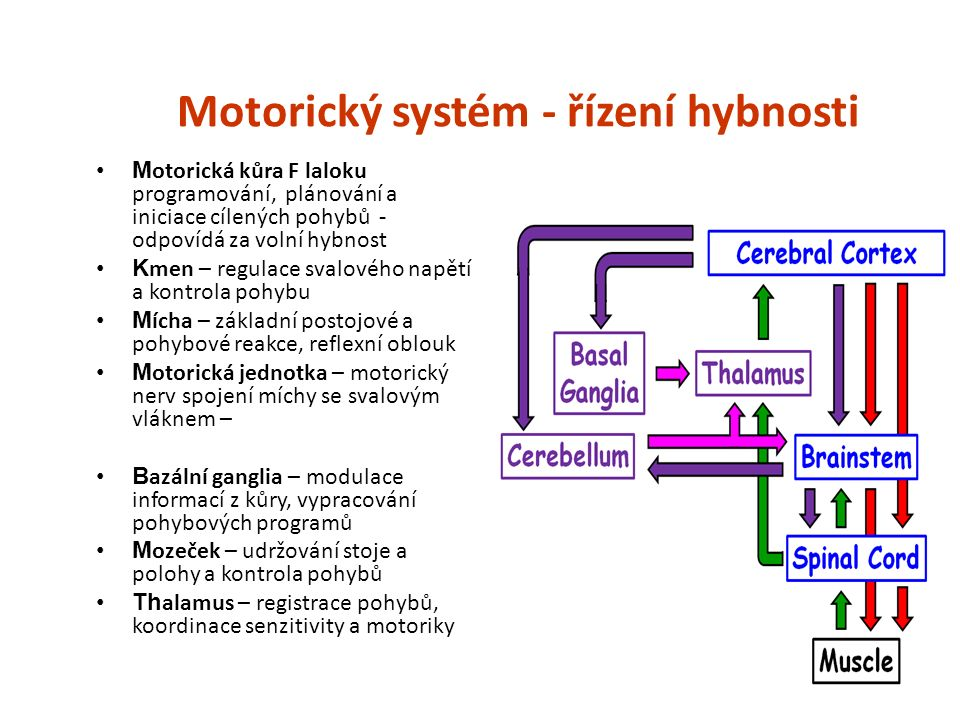 Motorický systém - řízení hybnosti
• Motorická kůra F laloku
programování, plánování a
iniciace cílených pohybů -
odpovídá za volní hybnost
• Kmen – regulace svalového napětí
a kontrola pohybu
• Mícha – základní postojové a
pohybové reakce, reflexní oblouk
• Motorická jednotka – motorický
nerv spojení míchy se svalovým
vláknem –
• Bazální ganglia – modulace
informací z kůry, vypracování
pohybových programů
• Mozeček – udržování stoje a
polohy a kontrola pohybů
• Thalamus – registrace pohybů,
koordinace senzitivity a motoriky
Cerebral Cortex
Basal
Ganglia
Thalamus
Cerebellum
Brainstem
Spinal Cord
Muscle